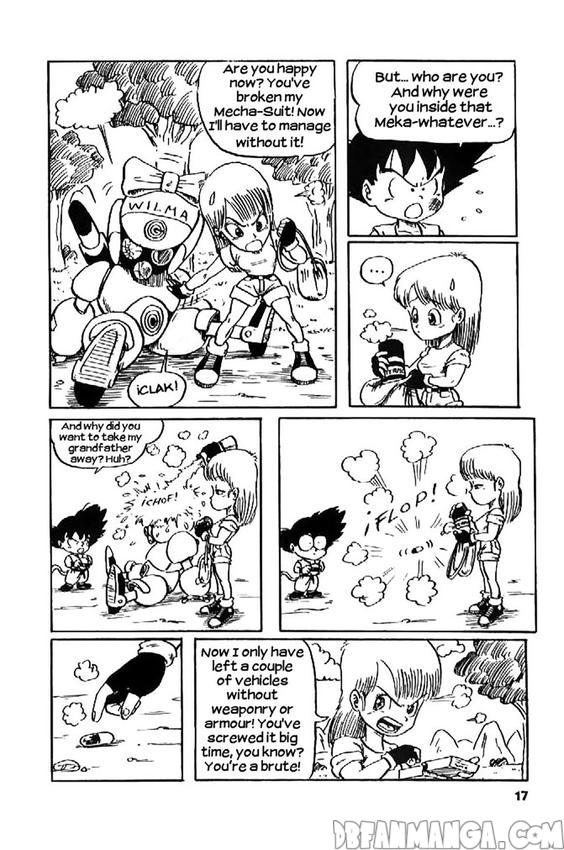 Are you happy
now? You've
broken my
Mecha-Suit! Now
I'll have to manage
without it!
WILMA
¡CLAK!
But... who are you?
And why were
you inside that
Meka-whatever...?
...
And why did you
want to take my
grandfather
away? Huh?
¡CHOF!
¡FLOP!
Now I only have
left a couple
of vehicles
without
weaponry or
armour! You've
screwed it big
time, you know?
You're a brute!
17
DBFANMANGA.COM